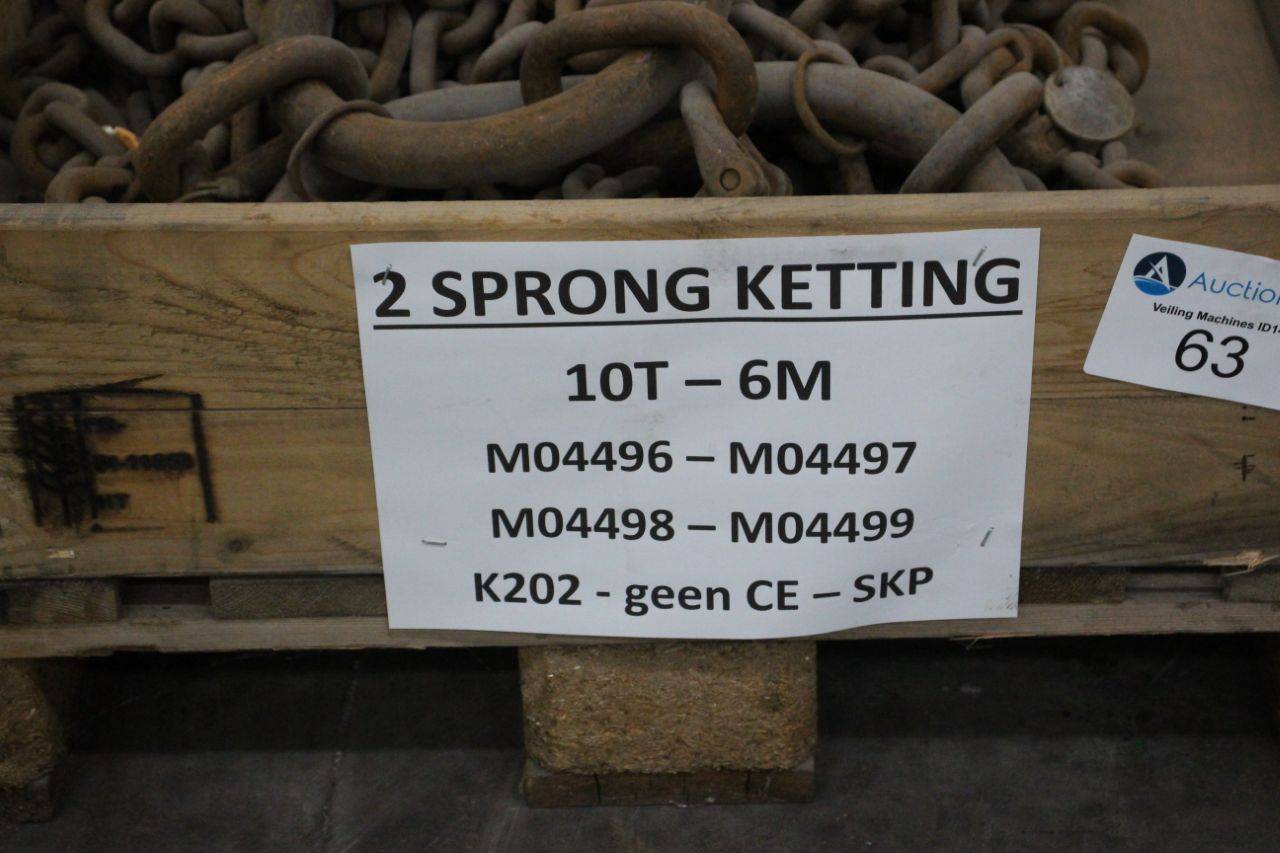 2 SPRONG KETTING
10T – 6M
M04496 – M04497
M04498 – M04499
K202 - geen CE – SKP
Auction
Veiling Machines
63